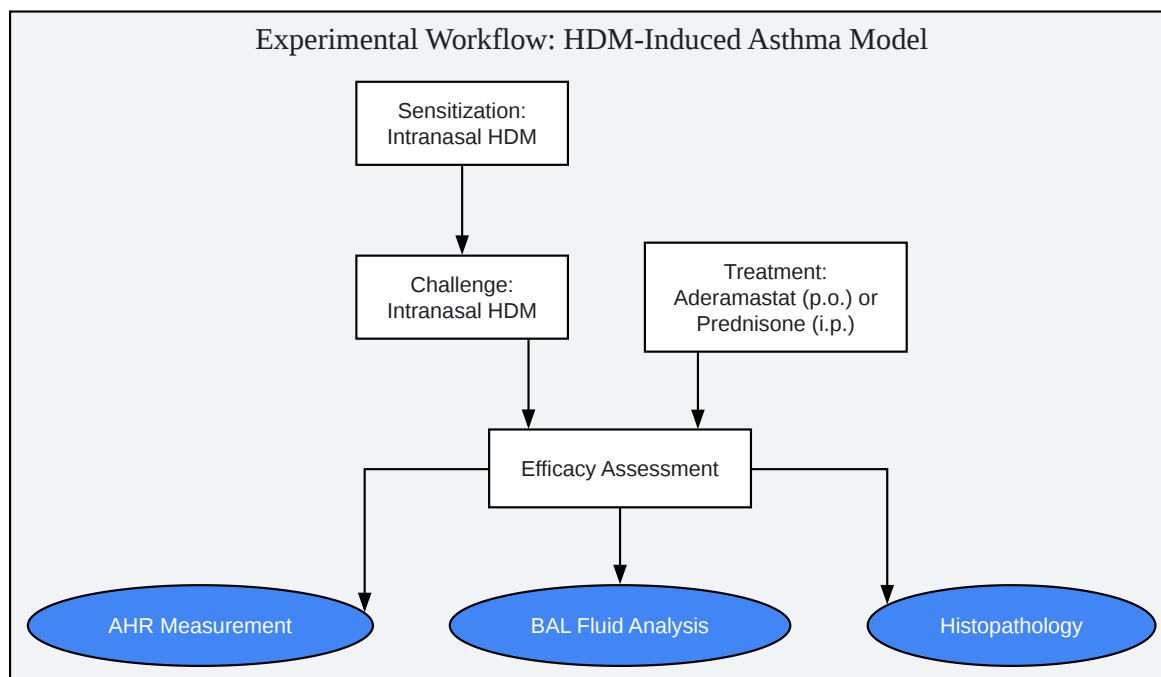 Experimental Workflow: HDM-Induced Asthma Model
Sensitization:
Intranasal HDM
Challenge:
Intranasal HDM
Treatment:
Aderamastat (p.o.) or
Prednisone (i.p.)
Efficacy Assessment
AHR Measurement
BAL Fluid Analysis
Histopathology